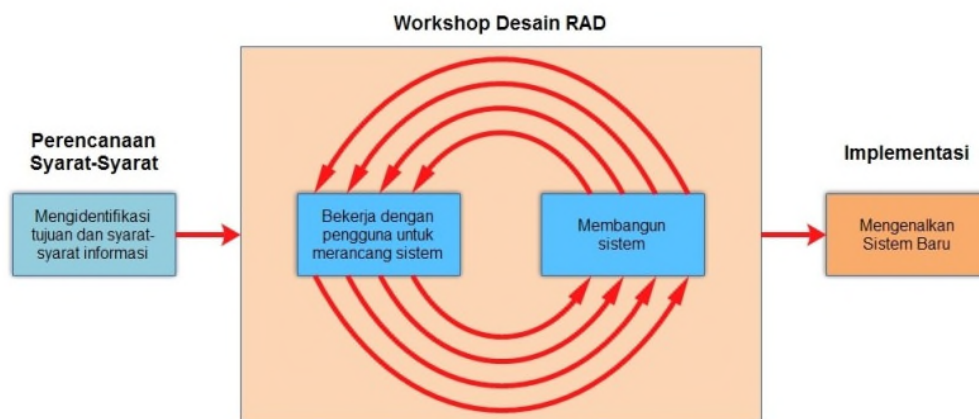 Workshop Desain RAD
Perencanaan
Syarat-Syarat
Mengidentifikasi
tujuan dan syarat-
syarat informasi
Bekerja dengan
pengguna untuk
merancang sistem
Membangun
sistem
Implementasi
Mengenalkan
Sistem Baru